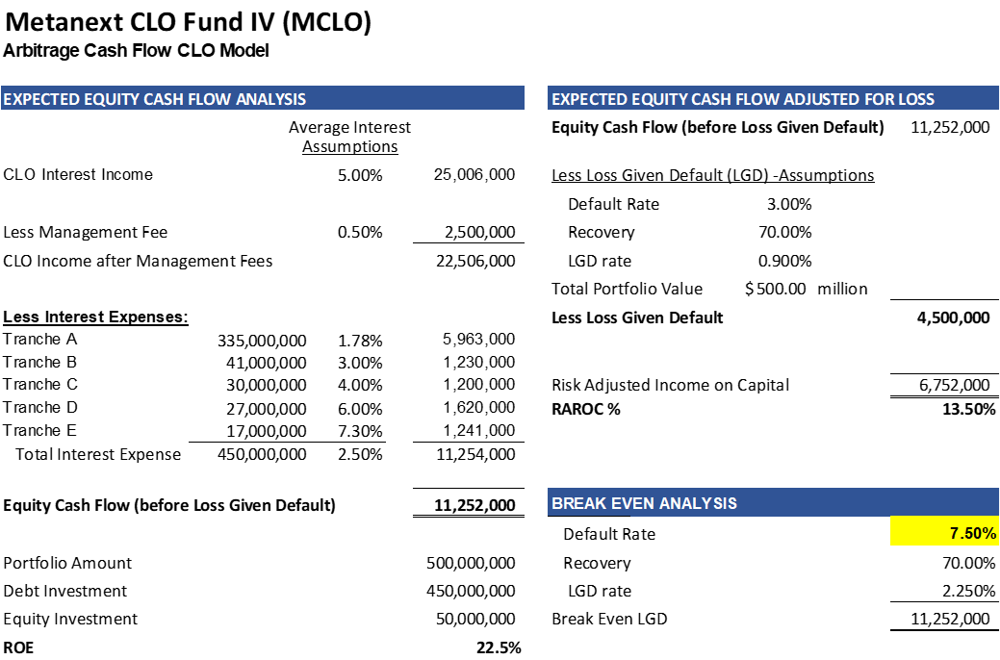 Metanext CLO Fund IV (MCLO)
Arbitrage Cash Flow CLO Model
EXPECTED EQUITY CASH FLOW ANALYSIS
Average Interest
Assumptions
CLO Interest Income 5.00% 25,006,000
Less Management Fee 0.50% 2,500,000
CLO Income after Management Fees 22,506,000
Less Interest Expenses:
Tranche A 335,000,000 1.78% 5,963,000
Tranche B 41,000,000 3.00% 1,230,000
Tranche C 30,000,000 4.00% 1,200,000
Tranche D 27,000,000 6.00% 1,620,000
Tranche E 17,000,000 7.30% 1,241,000
Total Interest Expense 450,000,000 2.50% 11,254,000
Equity Cash Flow (before Loss Given Default) 11,252,000
Portfolio Amount 500,000,000
Debt Investment 450,000,000
Equity Investment 50,000,000
ROE 22.5%
EXPECTED EQUITY CASH FLOW ADJUSTED FOR LOSS
Equity Cash Flow (before Loss Given Default) 11,252,000
Less Loss Given Default (LGD) -Assumptions
Default Rate 3.00%
Recovery 70.00%
LGD rate 0.900%
Total Portfolio Value $ 500.00 million
Less Loss Given Default 4,500,000
Risk Adjusted Income on Capital 6,752,000
RAROC % 13.50%
BREAK EVEN ANALYSIS
Default Rate 7.50%
Recovery 70.00%
LGD rate 2.250%
Break Even LGD 11,252,000